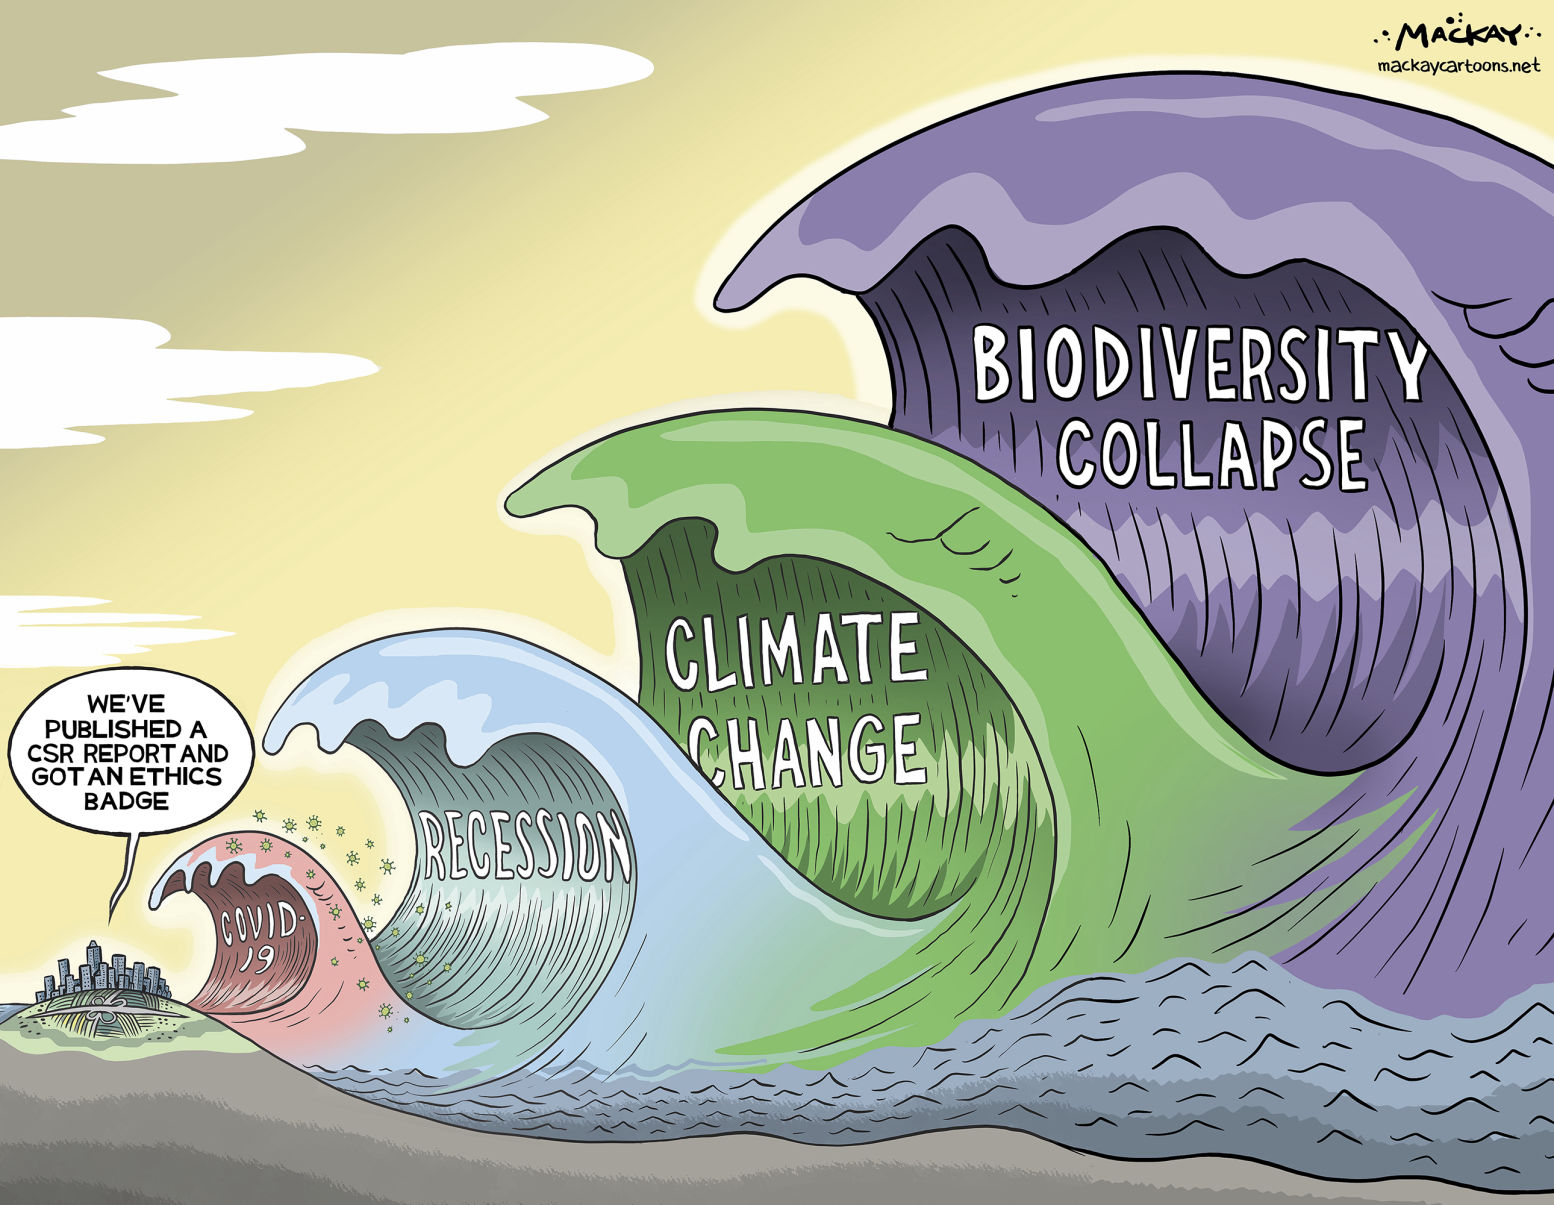 MACKAY
mackaycartoons.net
BIODIVERSITY
COLLAPSE
CLIMATE
CHANGE
WE'VE
PUBLISHED A
CSR REPORT AND
GOT AN ETHICS
BADGE
RECESSION
COVID-
19